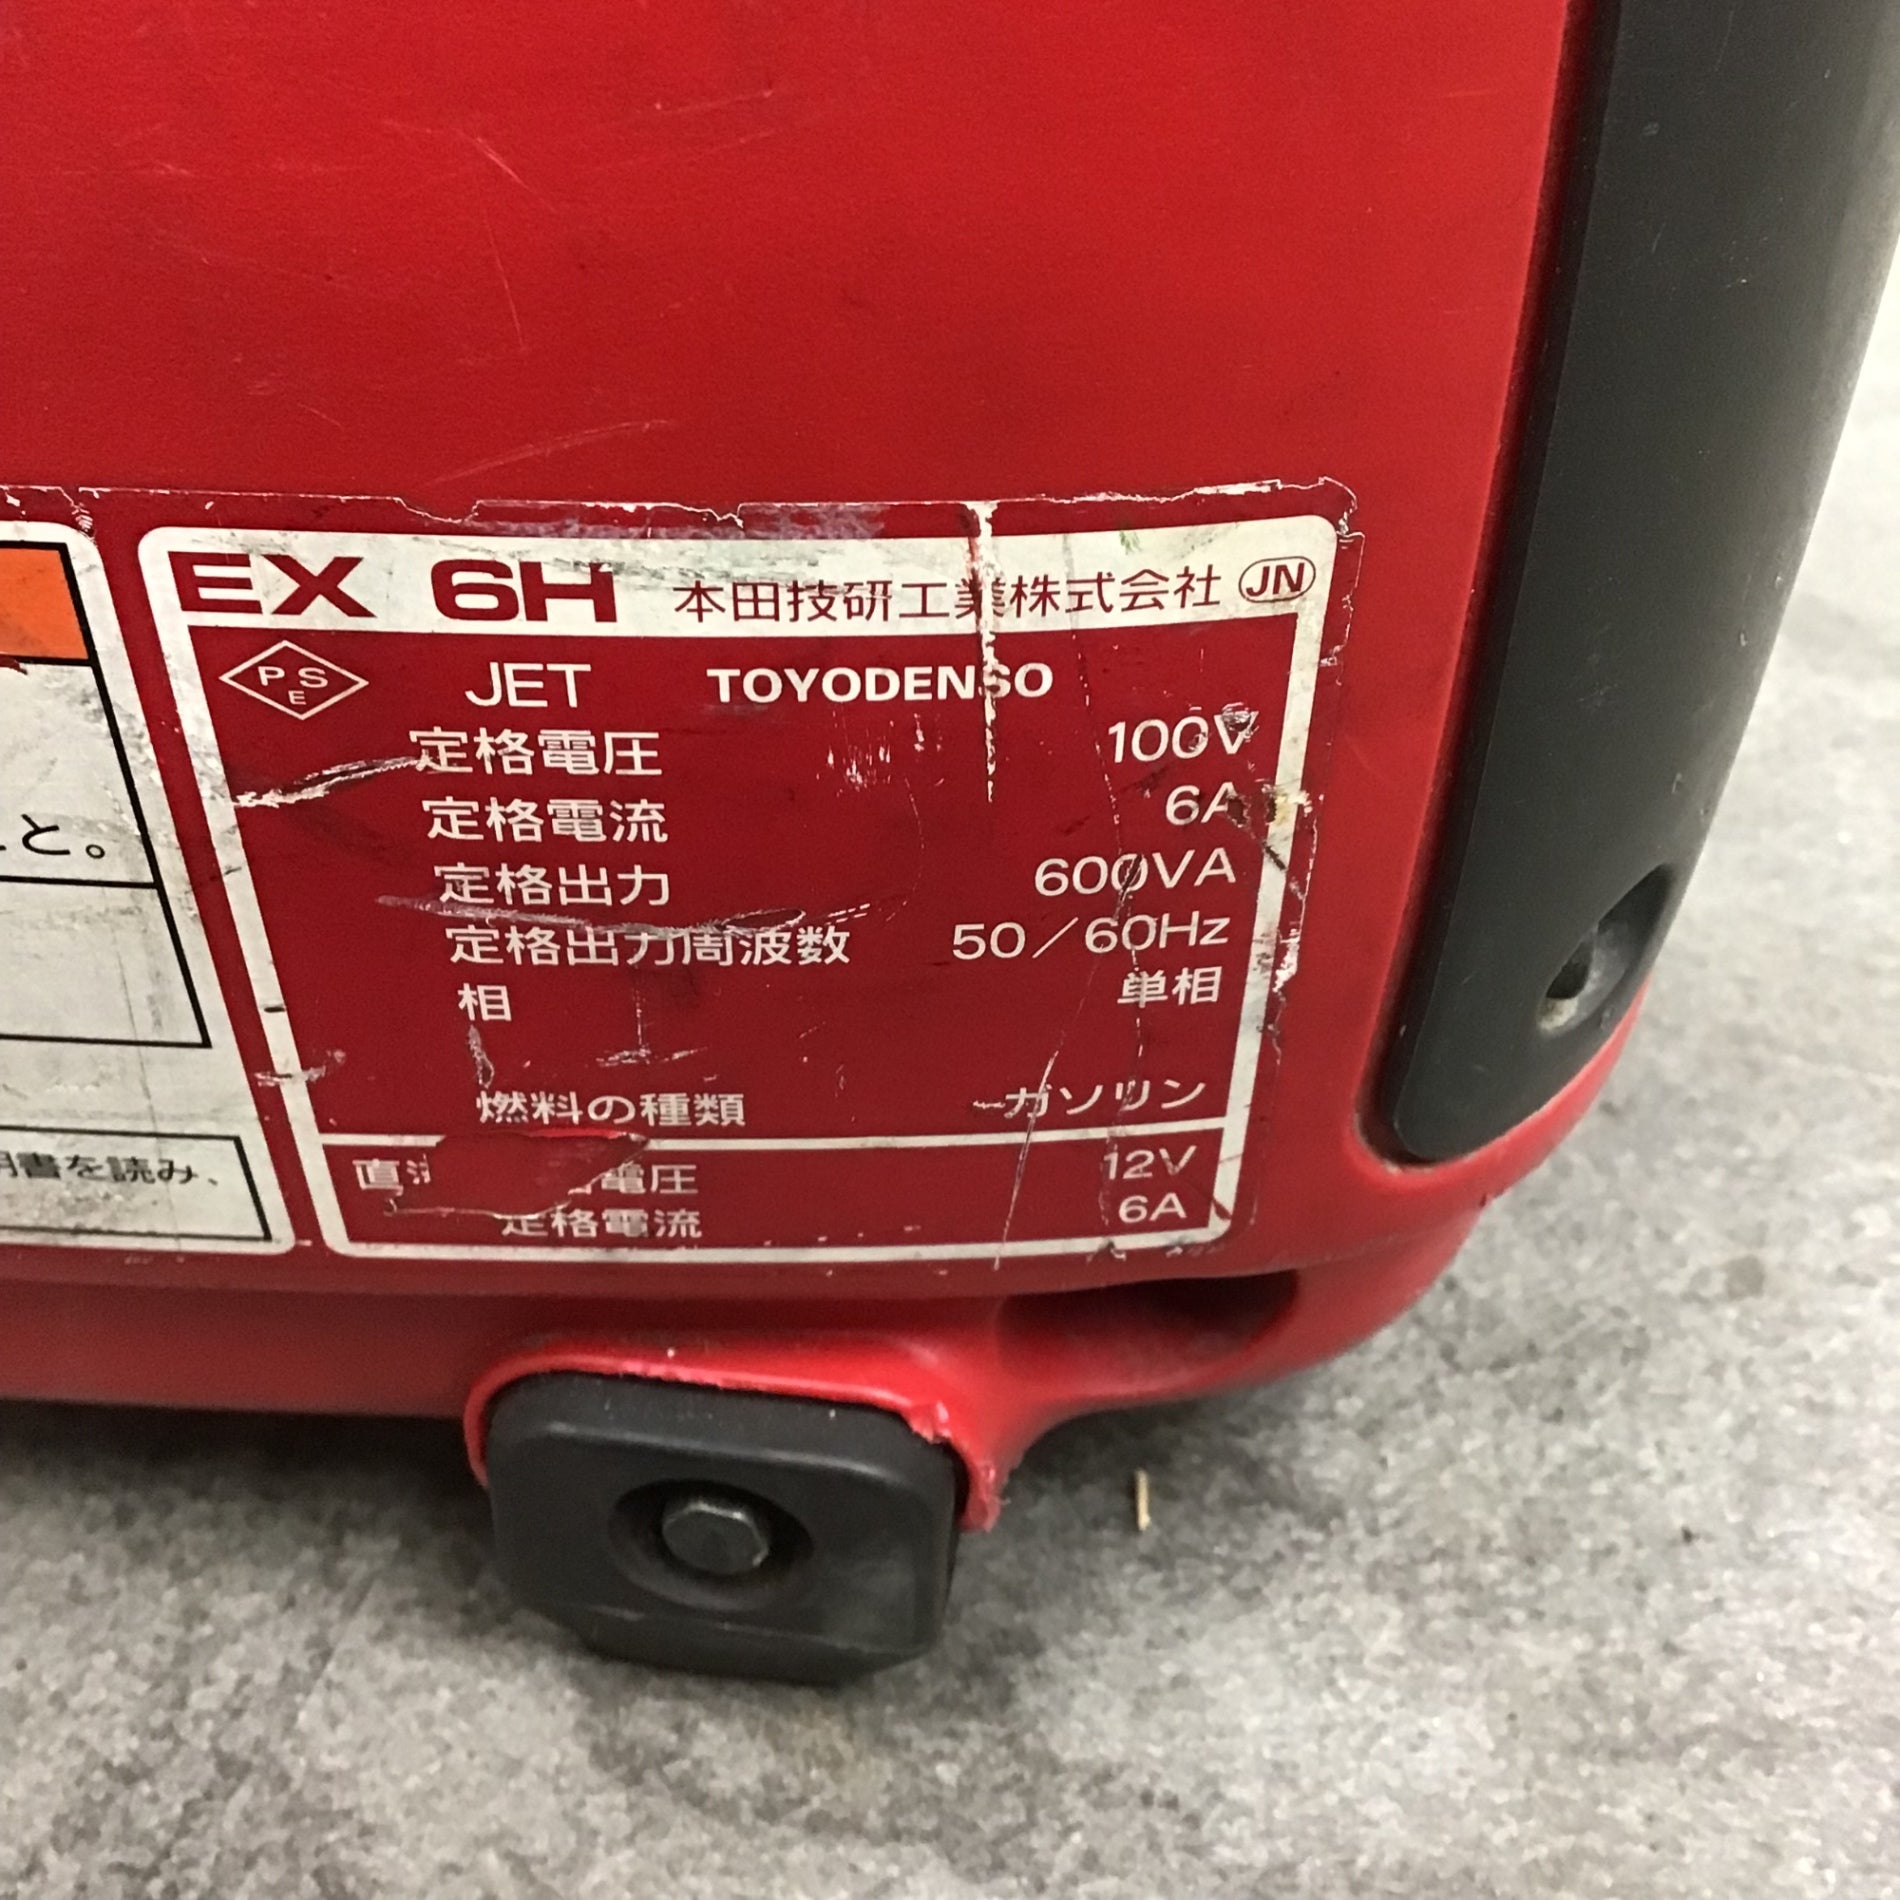 EX 6H 本田技研工業株式会社 JN
PSE JET TOYODENSO
定格電圧 100V
定格電流 6A
定格出力 600VA
定格出力周波数 50／60Hz
相 単相
燃料の種類 ガソリン
直流 電圧 12V
定格電流 6A
と。
明書を読み、